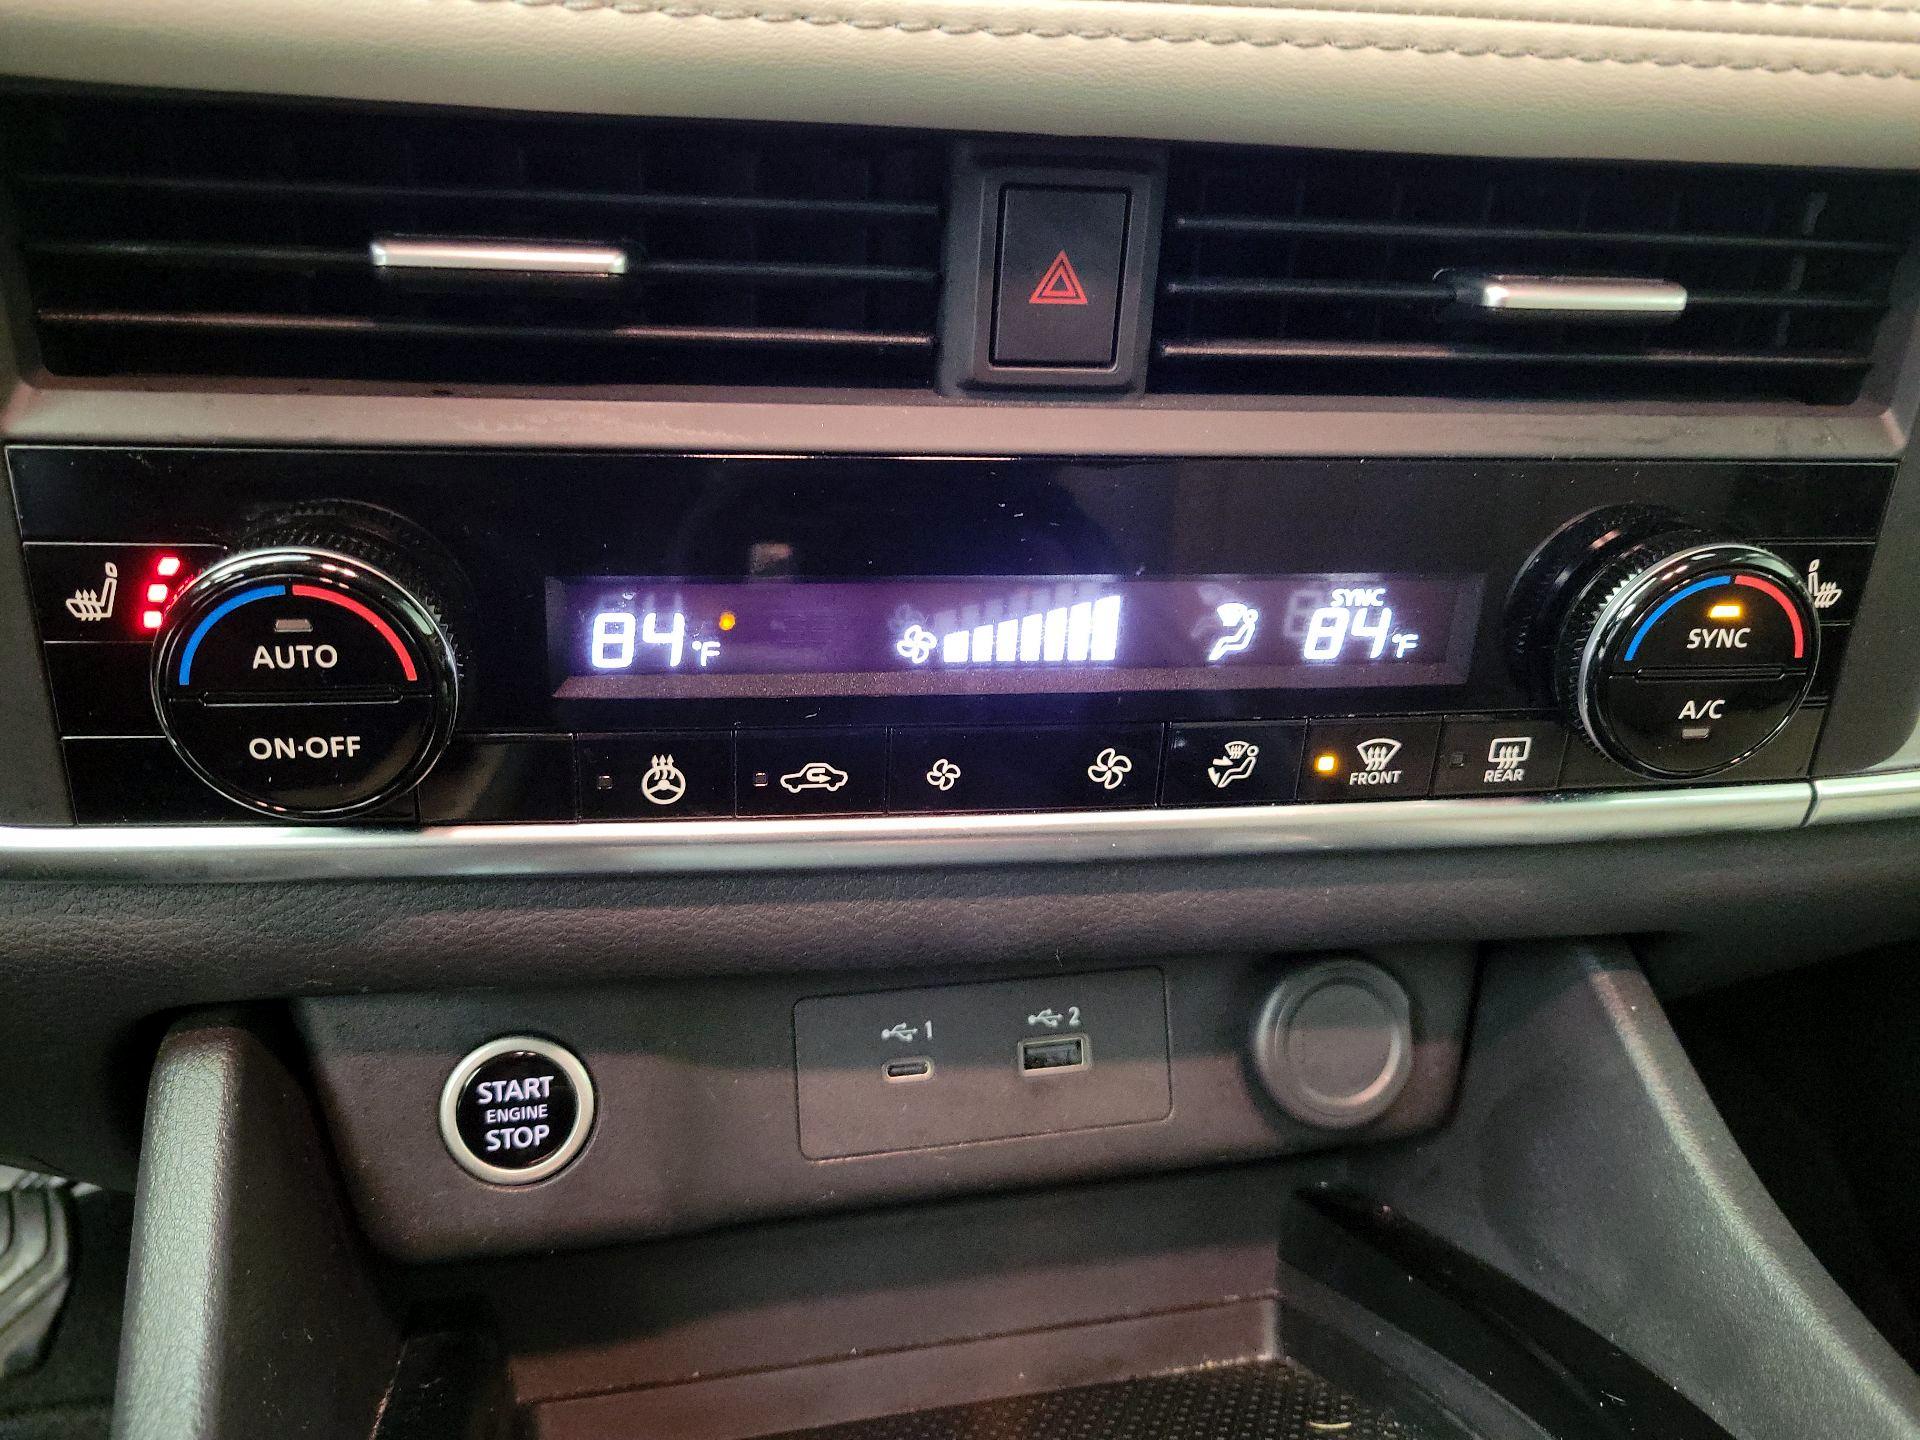 84°F
SYNC
84°F
AUTO
ON·OFF
SYNC
A/C
FRONT
REAR
START
ENGINE
STOP
1
2